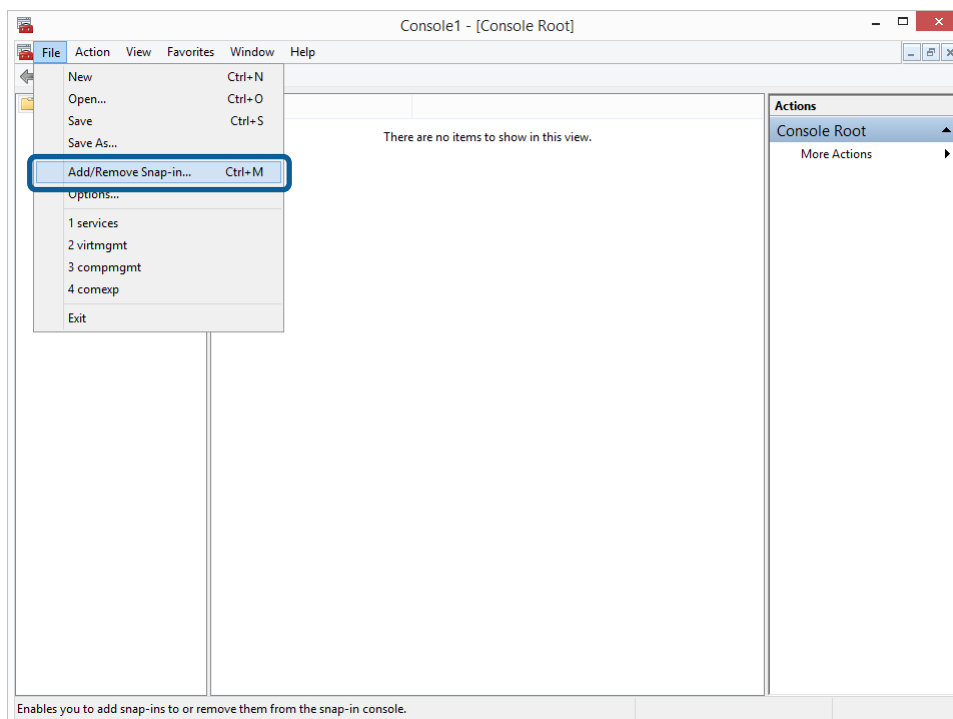 Console1 - [Console Root]
File Action View Favorites Window Help
New Ctrl+N
Open... Ctrl+O
Save Ctrl+S
Save As...
Add/Remove Snap-in... Ctrl+M
Options...
1 services
2 virtmgmt
3 compmgmt
4 comexp
Exit
There are no items to show in this view.
Actions
Console Root
More Actions
Enables you to add snap-ins to or remove them from the snap-in console.